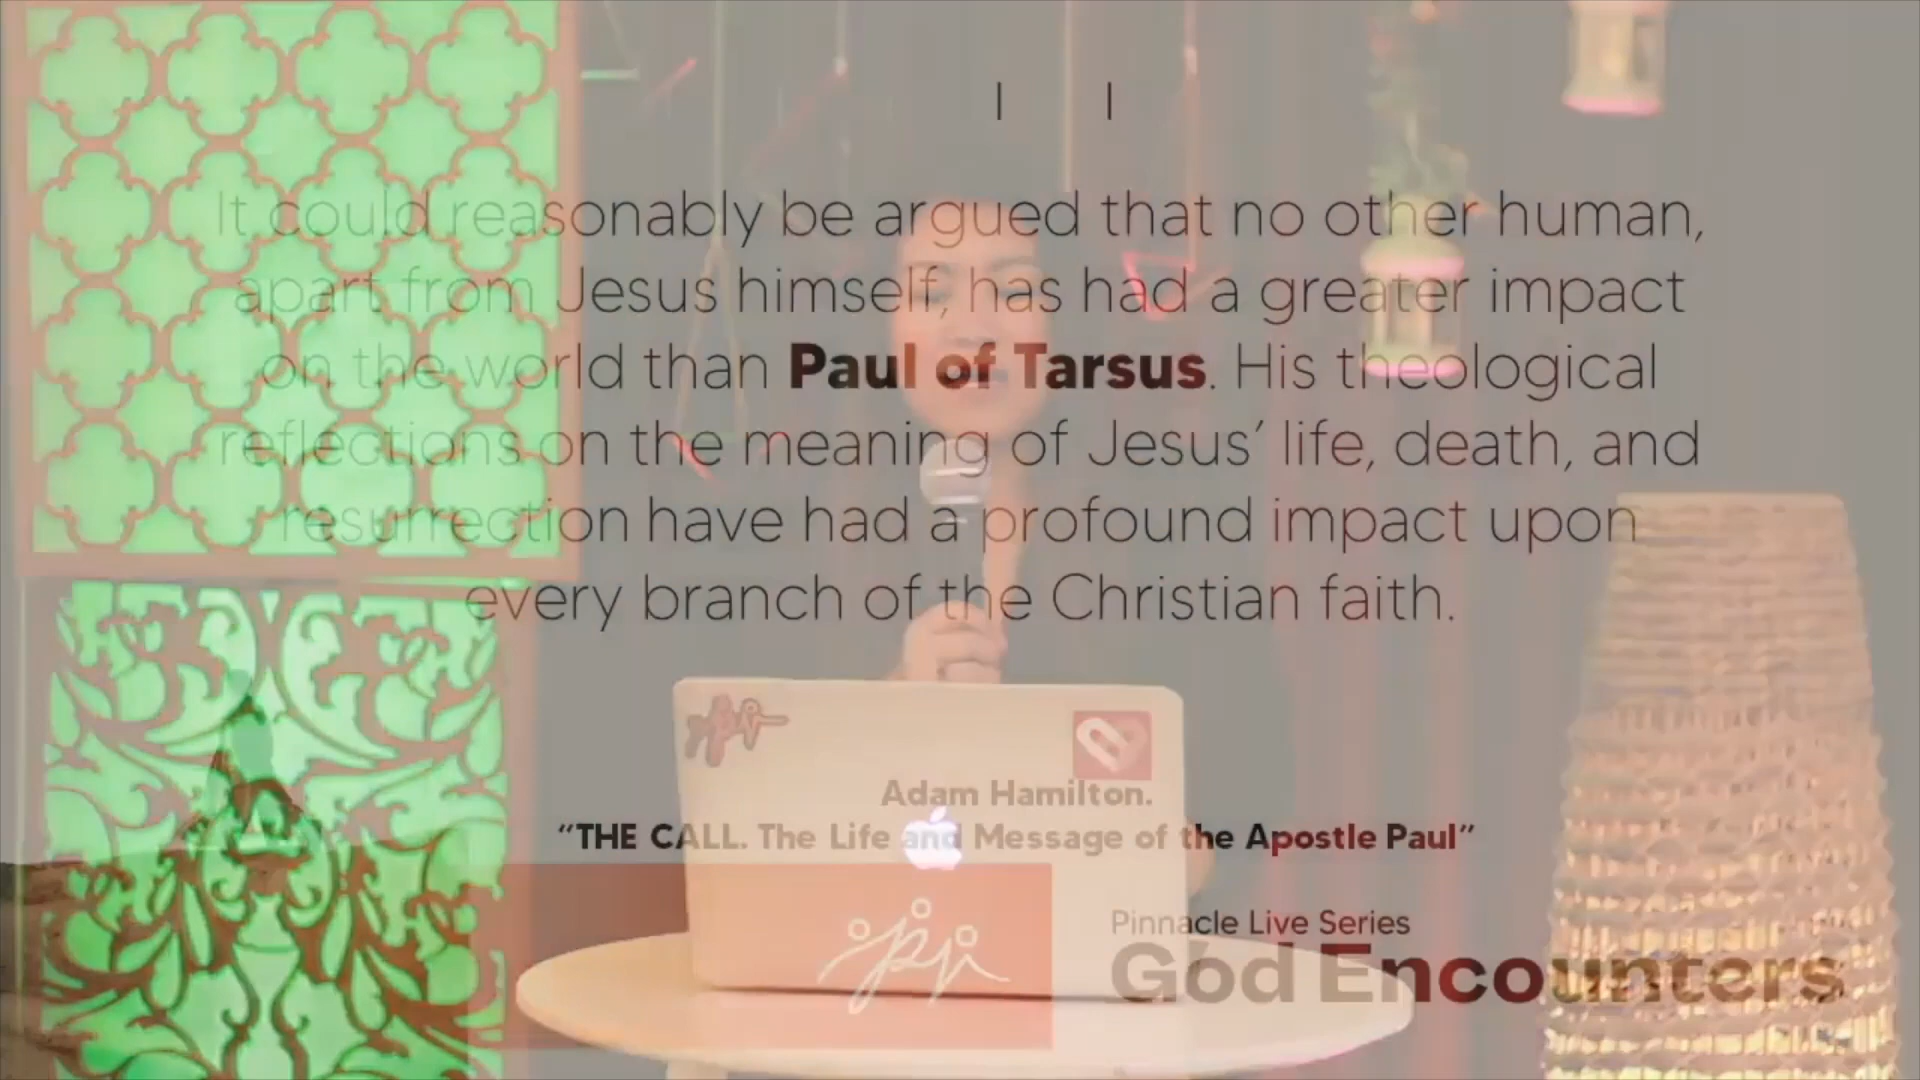 It could reasonably be argued that no other human,
apart from Jesus himself, has had a greater impact
on the world than Paul of Tarsus. His theological
reflections on the meaning of Jesus’ life, death, and
resurrection have had a profound impact upon
every branch of the Christian faith.
Adam Hamilton.
“THE CALL. The Life and Message of the Apostle Paul”
Pinnacle Live Series
God Encounters